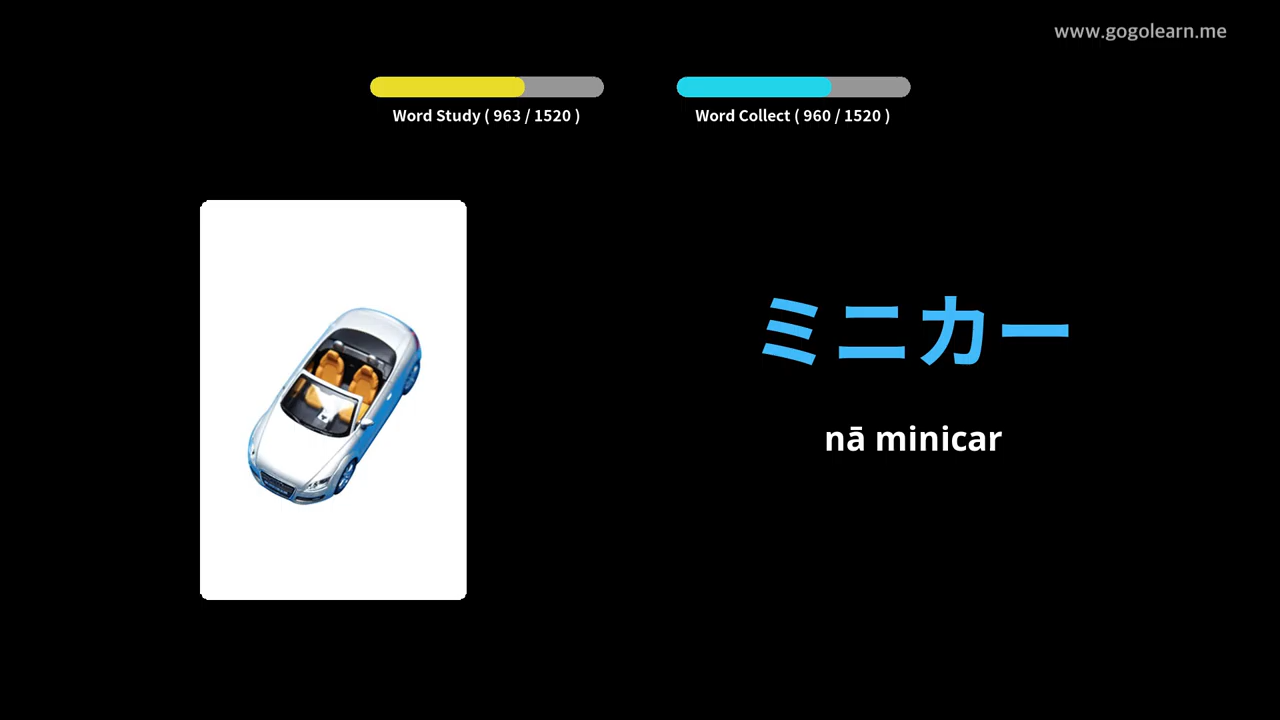 www.gogolearn.me
Word Study ( 963 / 1520 )
Word Collect ( 960 / 1520 )
ミニカー
nā minicar